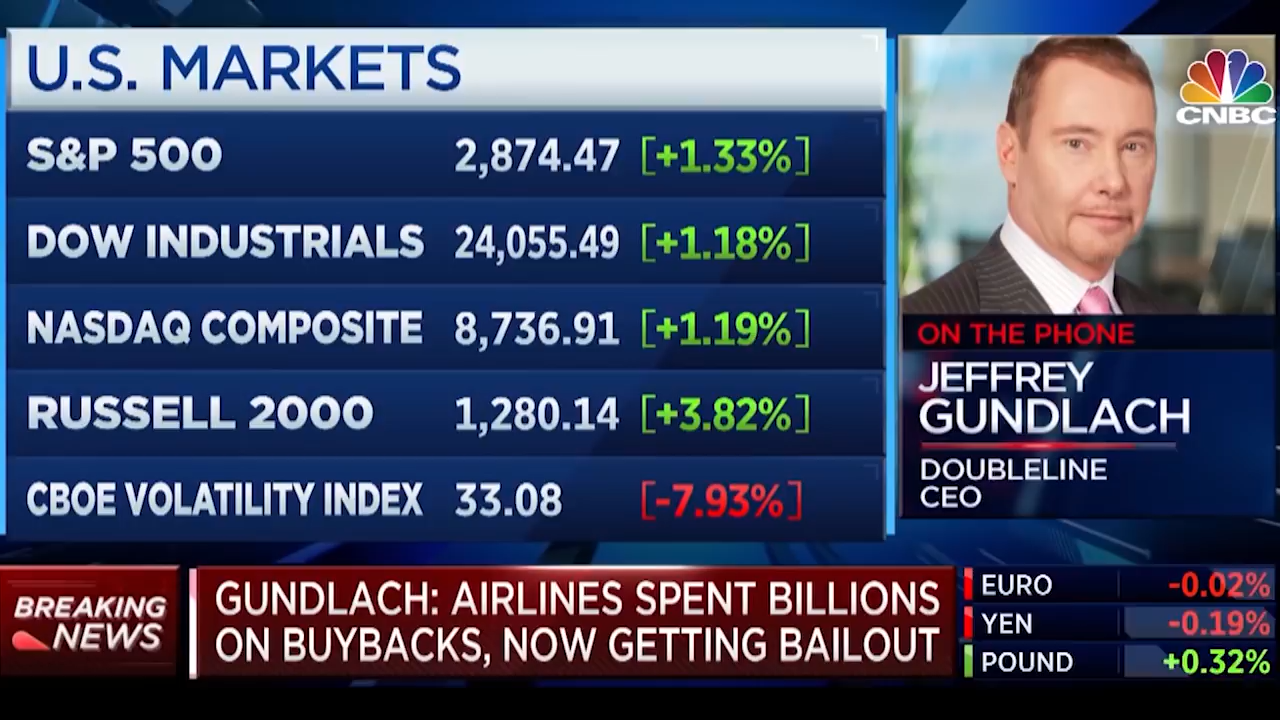 U.S. MARKETS
S&P 500 2,874.47 [+1.33%]
DOW INDUSTRIALS 24,055.49 [+1.18%]
NASDAQ COMPOSITE 8,736.91 [+1.19%]
RUSSELL 2000 1,280.14 [+3.82%]
CBOE VOLATILITY INDEX 33.08 [-7.93%]
CNBC
ON THE PHONE
JEFFREY
GUNDLACH
DOUBLELINE
CEO
BREAKING
NEWS
GUNDLACH: AIRLINES SPENT BILLIONS
ON BUYBACKS, NOW GETTING BAILOUT
EURO -0.02%
YEN -0.19%
POUND +0.32%